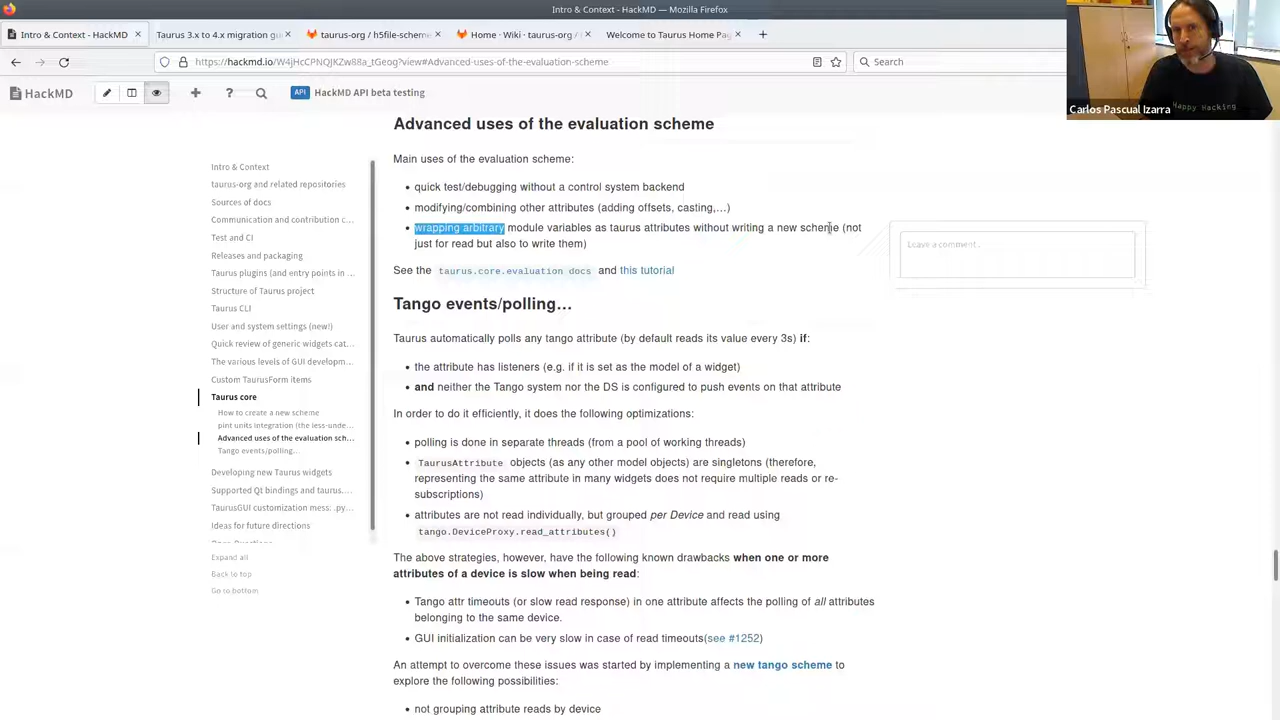 Intro & Context - HackMD — Mozilla Firefox
Intro & Context - HackMD
Taurus 3.x to 4.x migration gu
taurus-org / h5file-scheme
Home · Wiki · taurus-org /
Welcome to Taurus Home Pag
https://hackmd.io/W4jHcCPNQJKZw88a_tGeog?view#Advanced-uses-of-the-evaluation-scheme
Search
HackMD
API HackMD API beta testing
Happy Hacking
Carlos Pascual Izarra
Intro & Context
taurus-org and related repositories
Sources of docs
Communication and contribution c...
Test and CI
Releases and packaging
Taurus plugins (and entry points in ...
Structure of Taurus project
Taurus CLI
User and system settings (new!)
Quick review of generic widgets cat...
The various levels of GUI developm...
Custom TaurusForm items
Taurus core
How to create a new scheme
pint units integration (the less-unde...
Advanced uses of the evaluation sch...
Tango events/polling...
Developing new Taurus widgets
Supported Qt bindings and taurus....
TaurusGUI customization mess: .py...
Ideas for future directions
Open Questions
Expand all
Back to top
Go to bottom
Advanced uses of the evaluation scheme
Main uses of the evaluation scheme:
• quick test/debugging without a control system backend
• modifying/combining other attributes (adding offsets, casting,...)
• wrapping arbitrary module variables as taurus attributes without writing a new scheme (not
just for read but also to write them)
See the taurus.core.evaluation docs and this tutorial
Tango events/polling...
Taurus automatically polls any tango attribute (by default reads its value every 3s) if:
• the attribute has listeners (e.g. if it is set as the model of a widget)
• and neither the Tango system nor the DS is configured to push events on that attribute
In order to do it efficiently, it does the following optimizations:
• polling is done in separate threads (from a pool of working threads)
• TaurusAttribute objects (as any other model objects) are singletons (therefore,
representing the same attribute in many widgets does not require multiple reads or re-
subscriptions)
• attributes are not read individually, but grouped per Device and read using
tango.DeviceProxy.read_attributes()
The above strategies, however, have the following known drawbacks when one or more
attributes of a device is slow when being read:
• Tango attr timeouts (or slow read response) in one attribute affects the polling of all attributes
belonging to the same device.
• GUI initialization can be very slow in case of read timeouts(see #1252)
An attempt to overcome these issues was started by implementing a new tango scheme to
explore the following possibilities:
• not grouping attribute reads by device
Leave a comment..